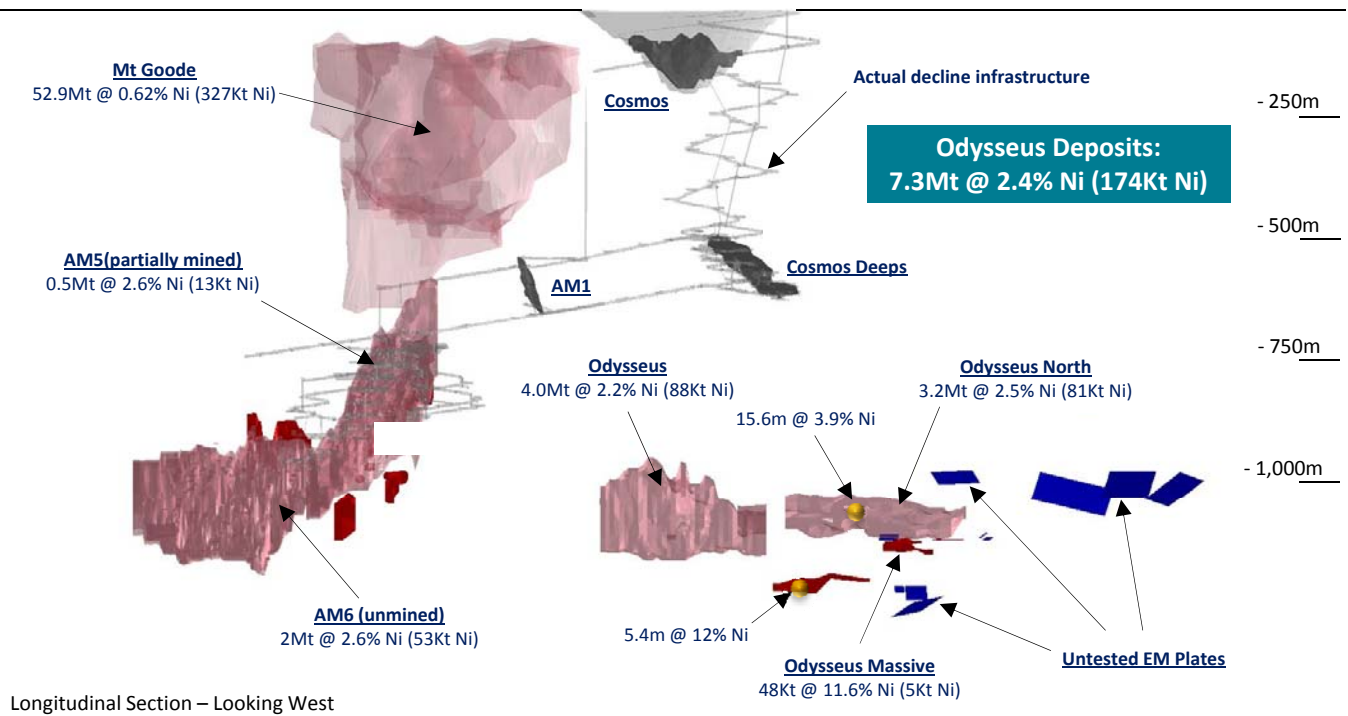 Mt Goode
52.9Mt @ 0.62% Ni (327Kt Ni)
Cosmos
Actual decline infrastructure
- 250m
Odysseus Deposits:
7.3Mt @ 2.4% Ni (174Kt Ni)
- 500m
AM5(partially mined)
0.5Mt @ 2.6% Ni (13Kt Ni)
AM1
Cosmos Deeps
- 750m
Odysseus
4.0Mt @ 2.2% Ni (88Kt Ni)
Odysseus North
3.2Mt @ 2.5% Ni (81Kt Ni)
15.6m @ 3.9% Ni
- 1,000m
AM6 (unmined)
2Mt @ 2.6% Ni (53Kt Ni)
5.4m @ 12% Ni
Odysseus Massive
48Kt @ 11.6% Ni (5Kt Ni)
Untested EM Plates
Longitudinal Section – Looking West